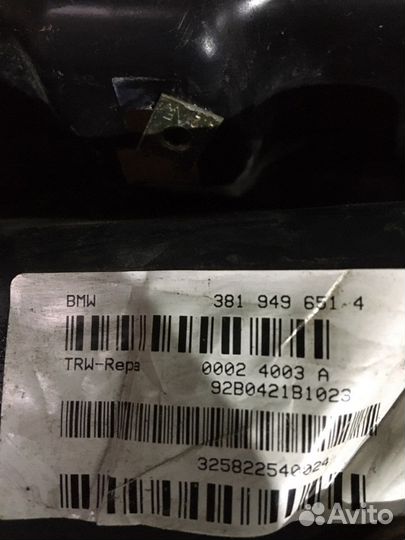 BMW 381 949 651 4
TRW-Repa 0002 4003 A
92B0421B1023
325822540024
Avito